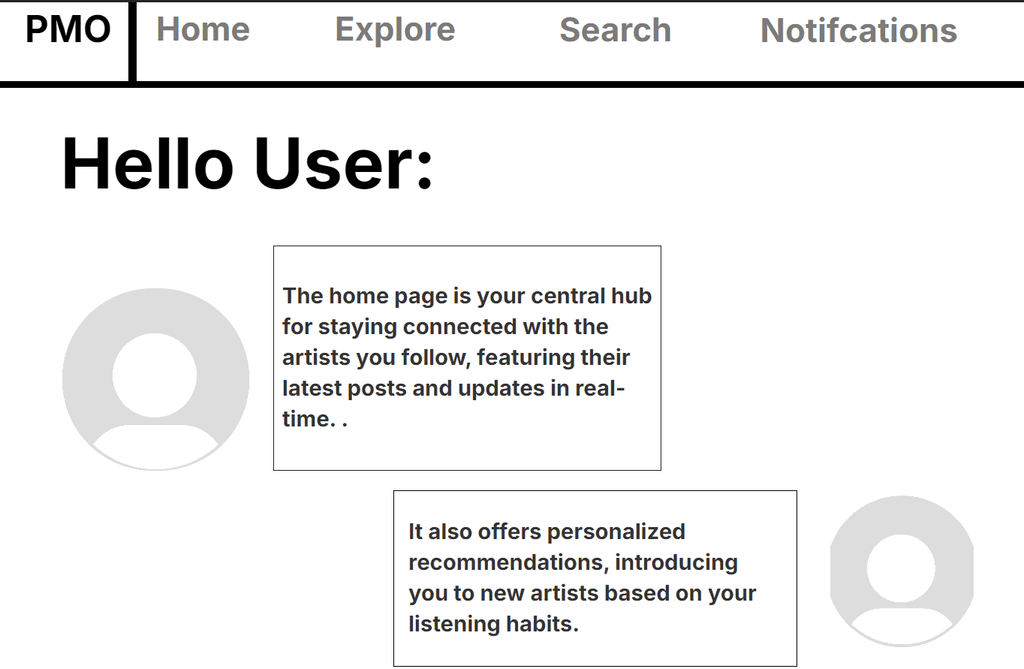 PMO Home Explore Search Notifcations
Hello User:
The home page is your central hub
for staying connected with the
artists you follow, featuring their
latest posts and updates in real-
time. .
It also offers personalized
recommendations, introducing
you to new artists based on your
listening habits.